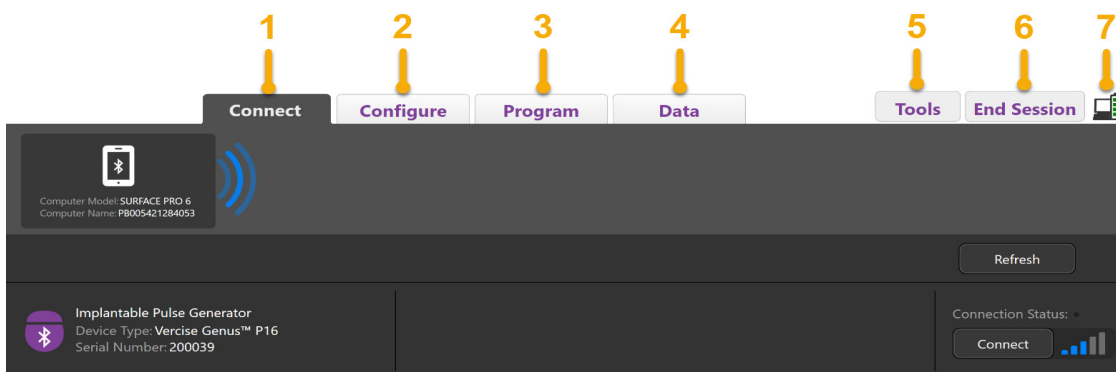 1 2 3 4 5 6 7
Connect Configure Program Data Tools End Session
Computer Model: SURFACE PRO 6
Computer Name: PB005421284053
Refresh
Implantable Pulse Generator
Device Type: Vercise Genus™ P16
Serial Number: 200039
Connection Status:
Connect